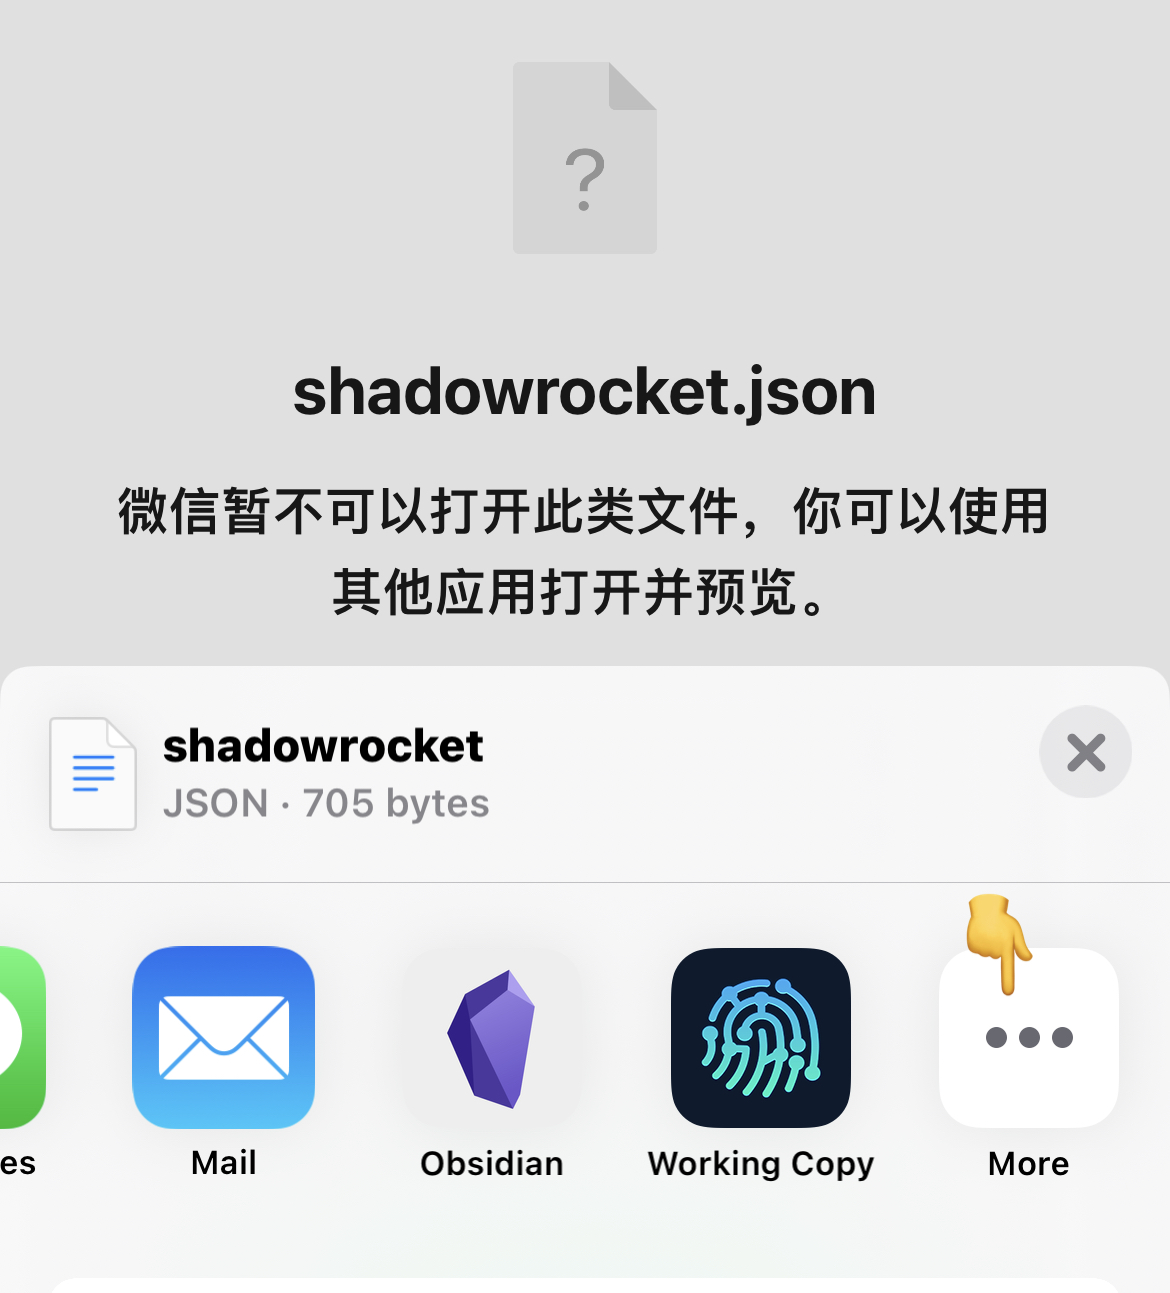 ?
shadowrocket.json
微信暂不可以打开此类文件，你可以使用
其他应用打开并预览。
shadowrocket
JSON · 705 bytes
es
Mail
Obsidian
Working Copy
More